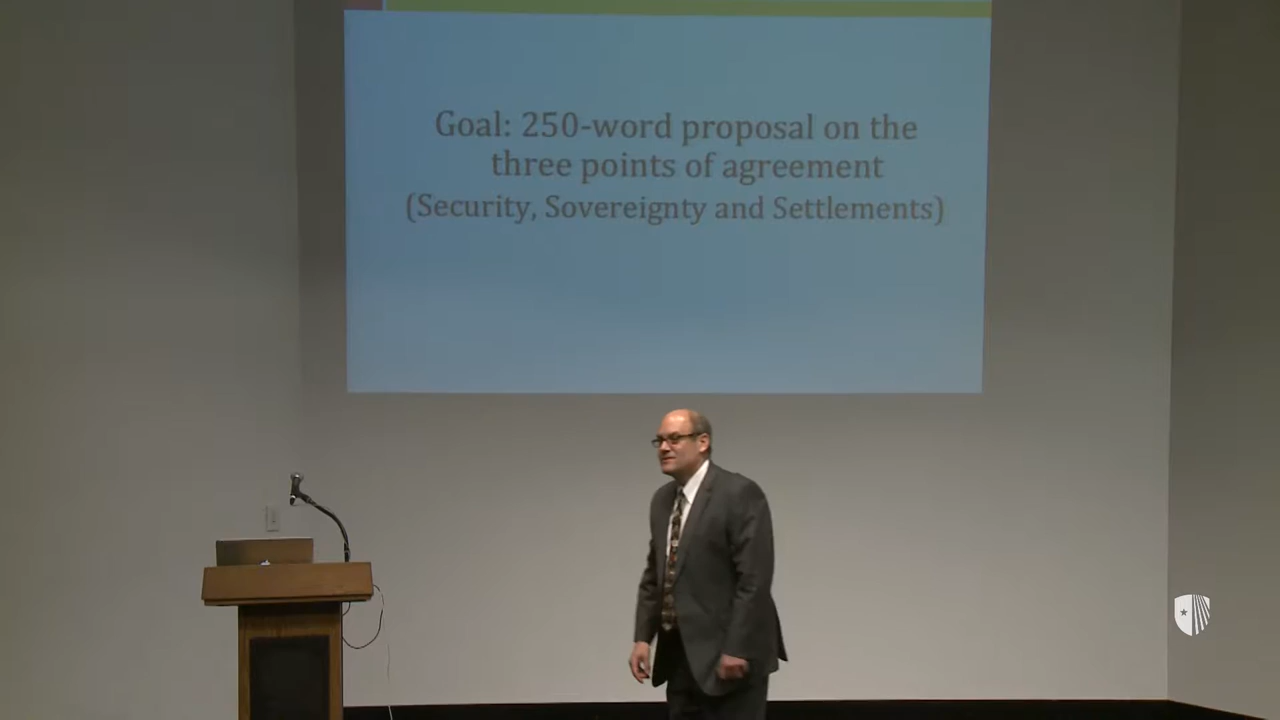 Goal: 250-word proposal on the
three points of agreement
(Security, Sovereignty and Settlements)